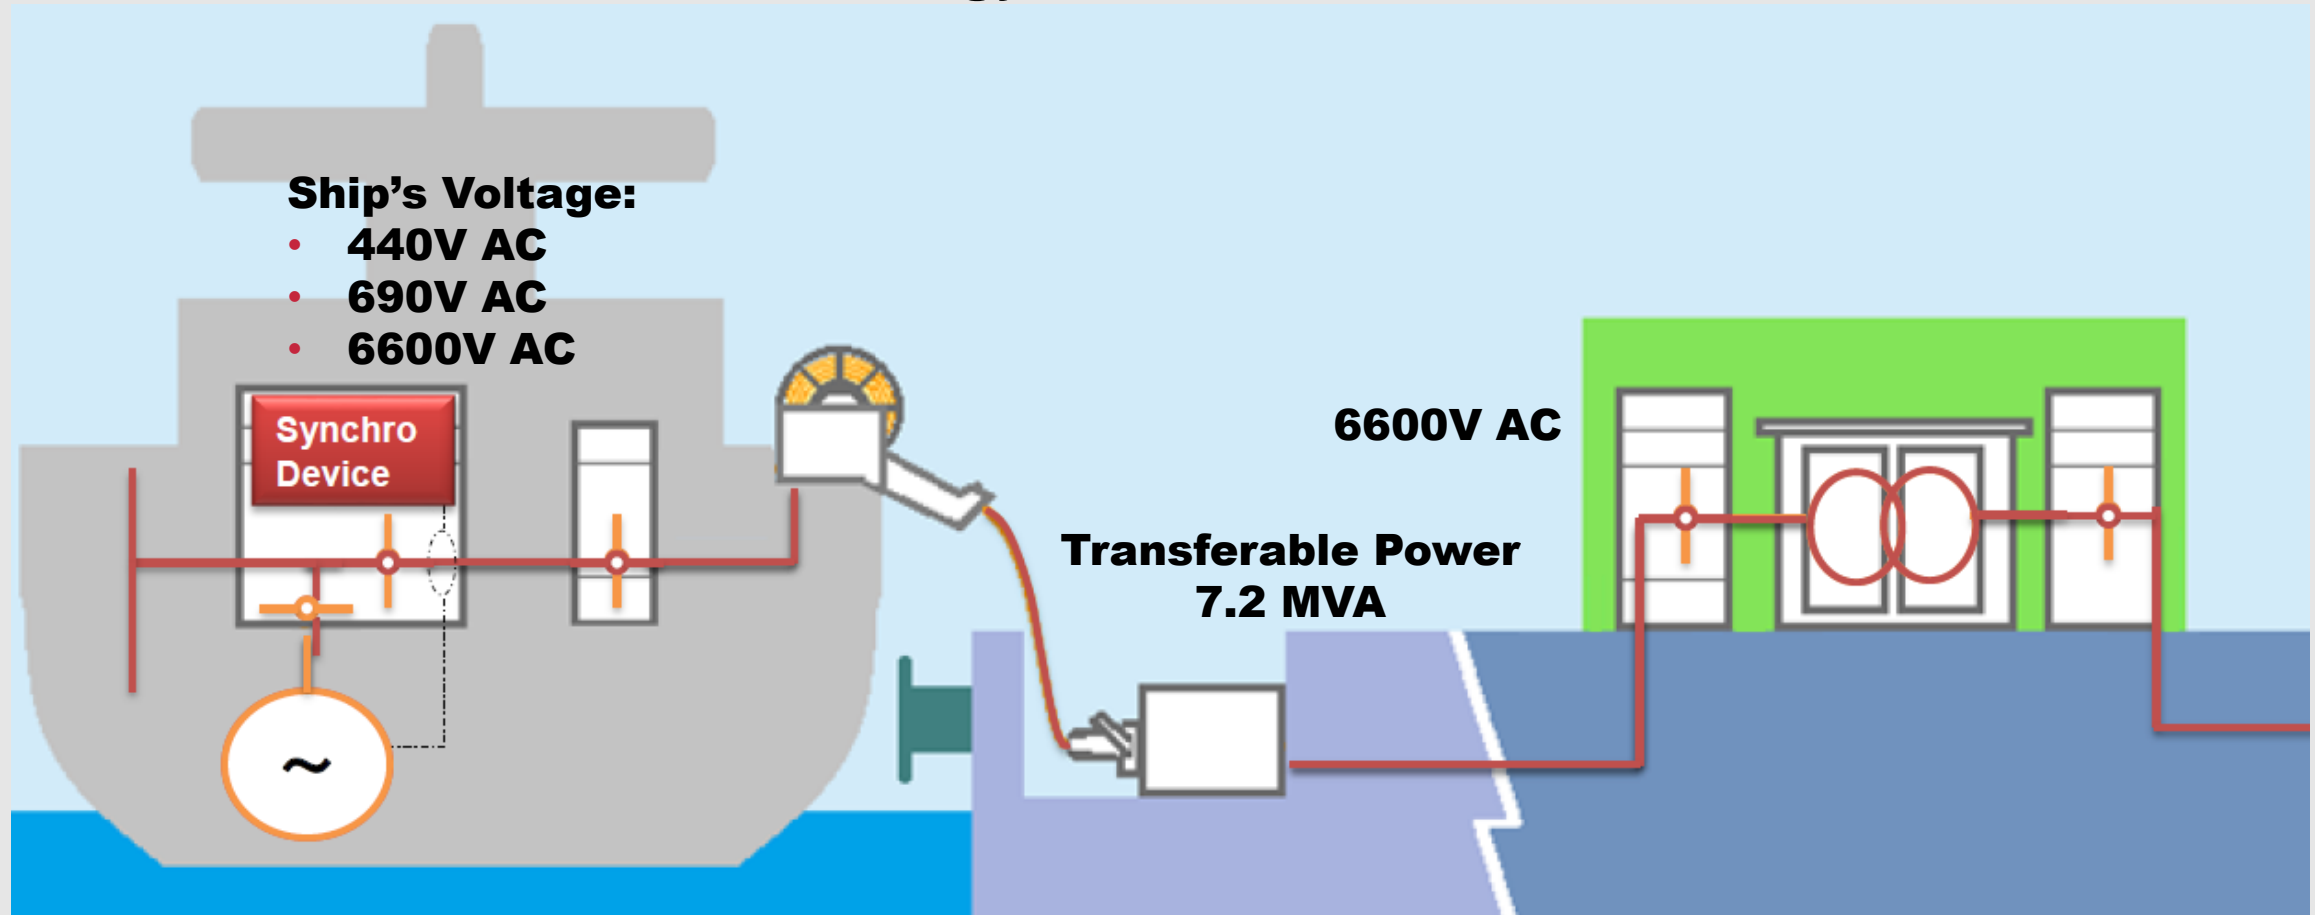 Ship’s Voltage:
• 440V AC
• 690V AC
• 6600V AC
Synchro
Device
~
6600V AC
Transferable Power
7.2 MVA